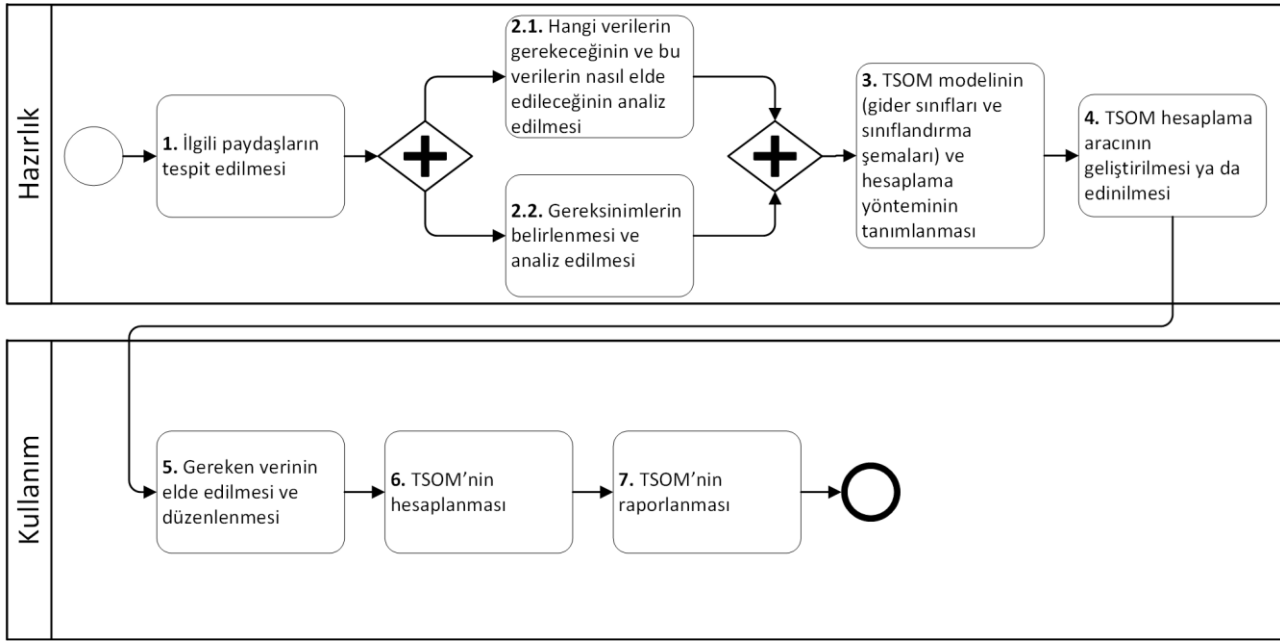 Hazırlık
1. İlgili paydaşların
tespit edilmesi
2.1. Hangi verilerin
gerekeceğinin ve bu
verilerin nasıl elde
edileceğinin analiz
edilmesi
2.2. Gereksinimlerin
belirlenmesi ve
analiz edilmesi
3. TSOM modelinin
(gider sınıfları ve
sınıflandırma
şemaları) ve
hesaplama
yönteminin
tanımlanması
4. TSOM hesaplama
aracının
geliştirilmesi ya da
edinilmesi
Kullanım
5. Gereken verinin
elde edilmesi ve
düzenlenmesi
6. TSOM’nin
hesaplanması
7. TSOM’nin
raporlanması